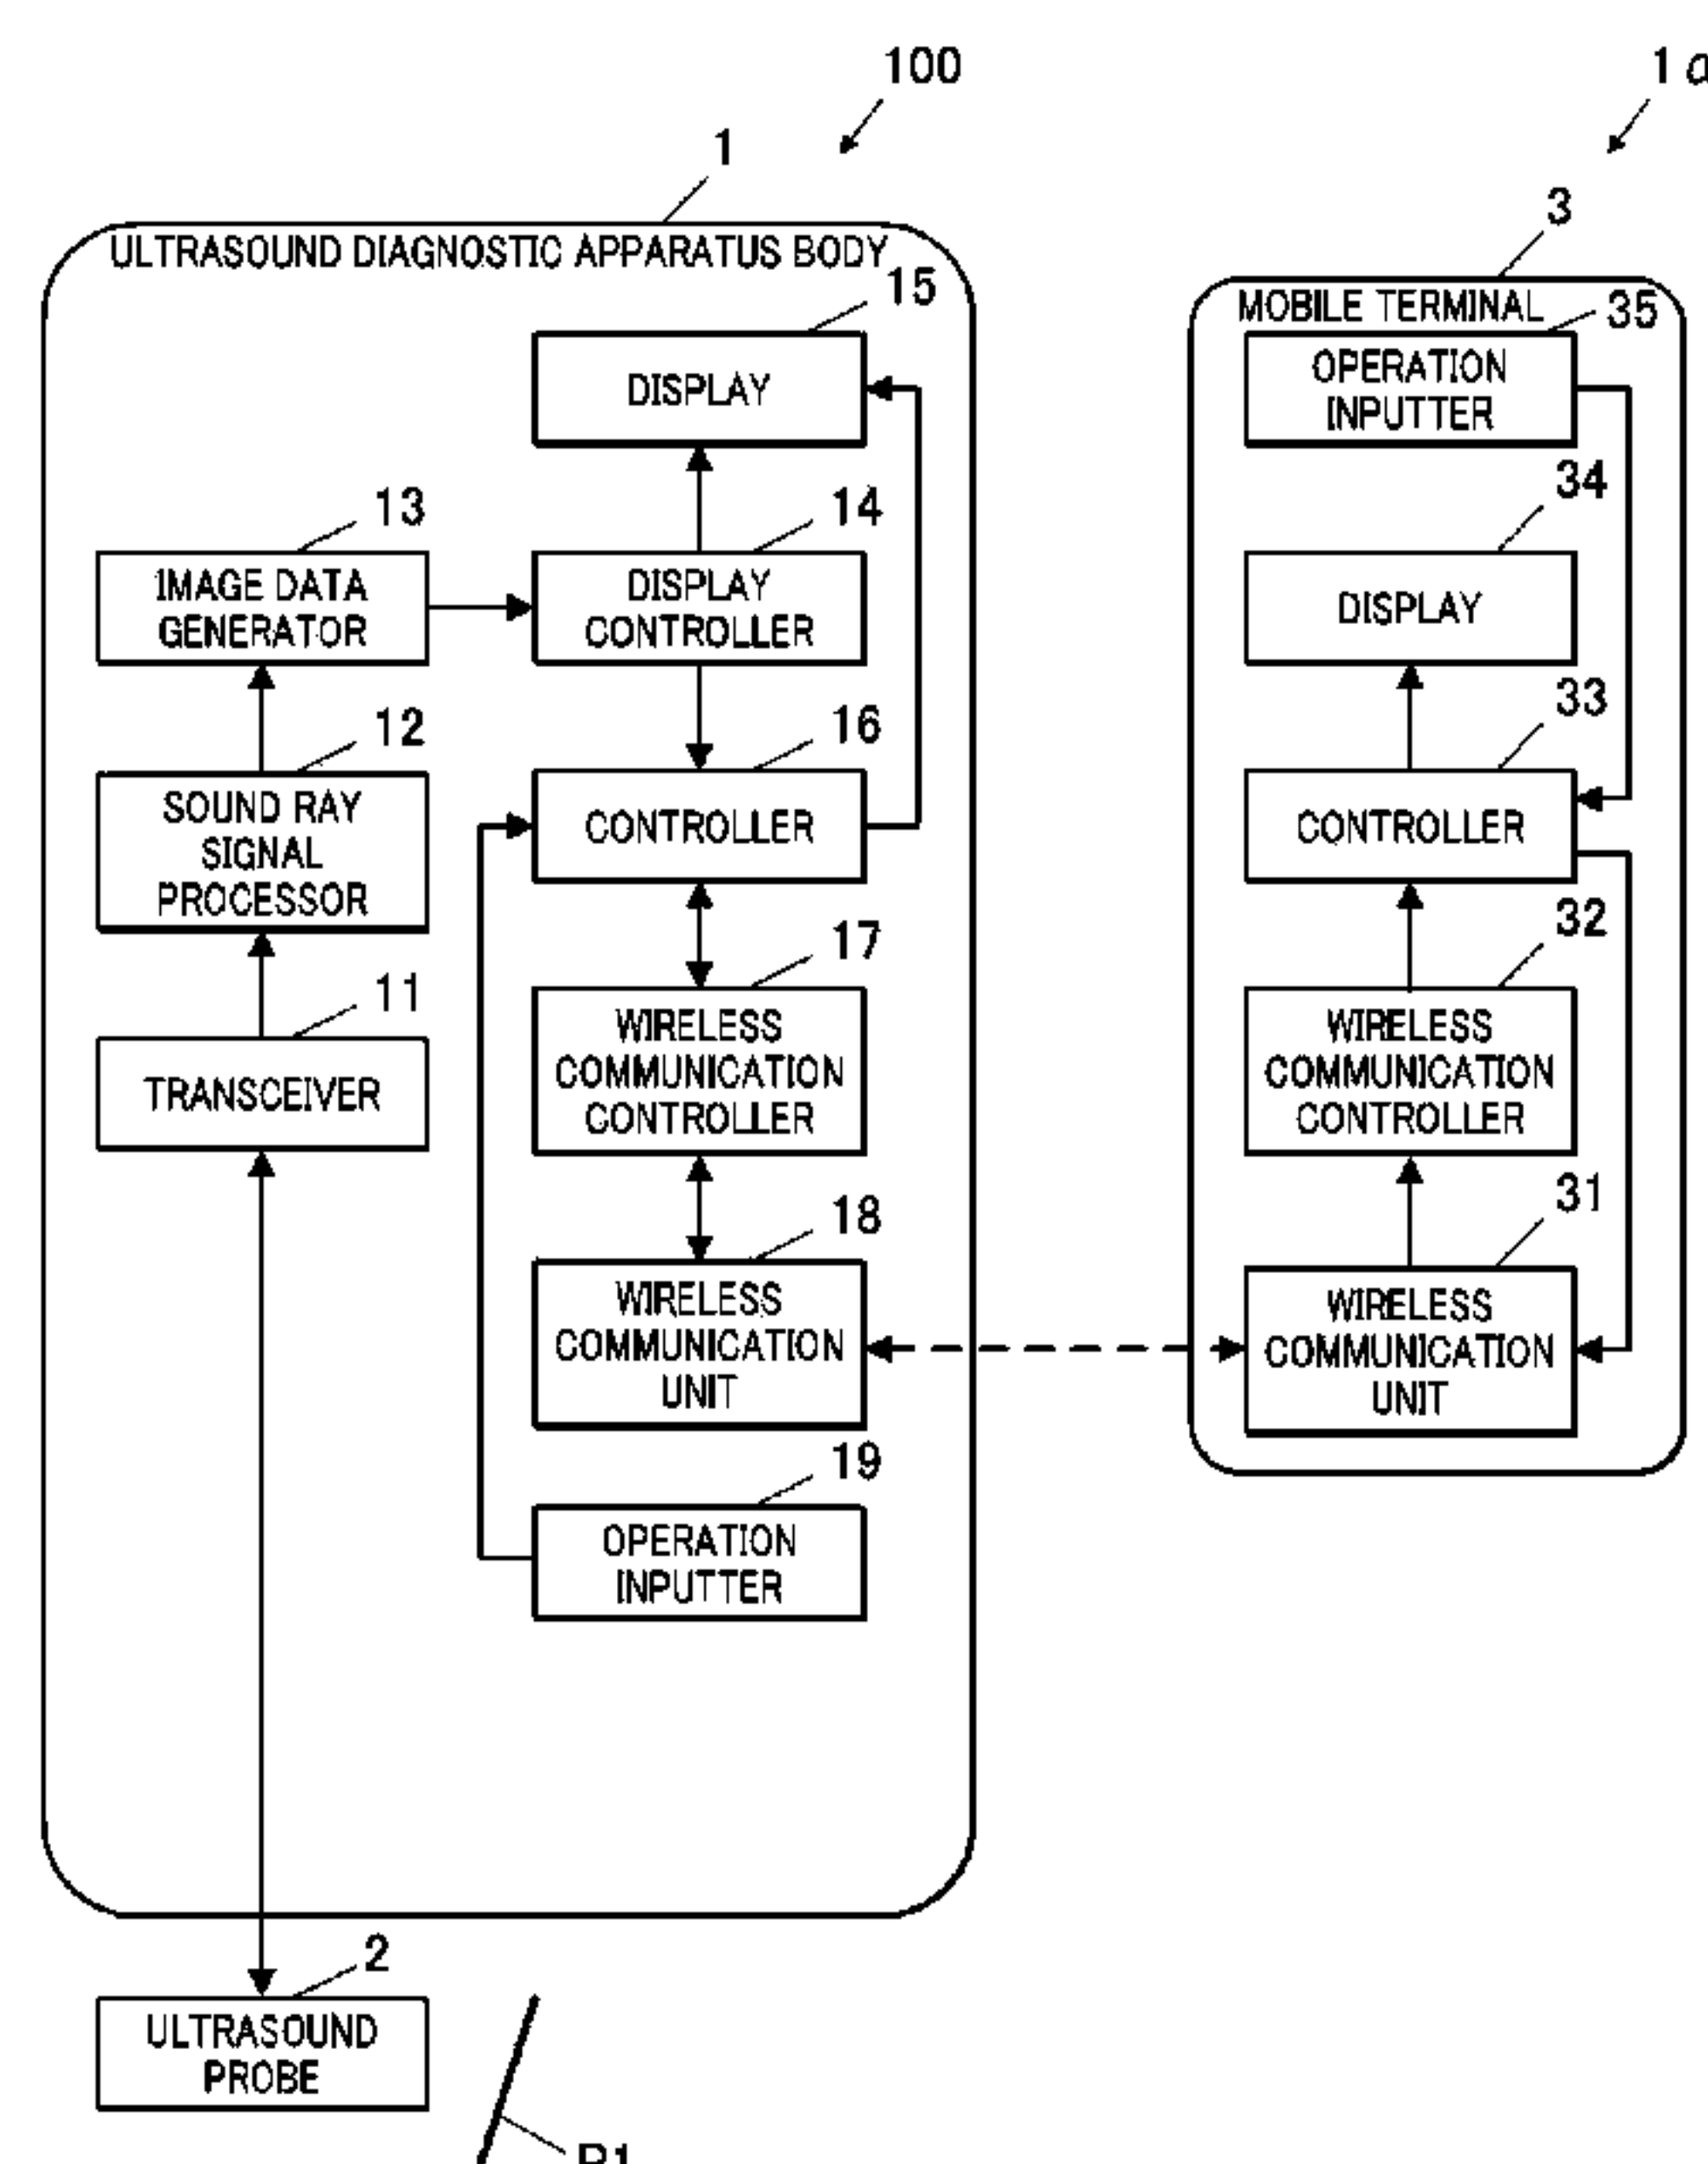 100
1
1
ULTRASOUND DIAGNOSTIC APPARATUS BODY
15
DISPLAY
13
IMAGE DATA
GENERATOR
14
DISPLAY
CONTROLLER
12
SOUND RAY
SIGNAL
PROCESSOR
16
CONTROLLER
11
TRANSCEIVER
17
WIRELESS
COMMUNICATION
CONTROLLER
18
WIRELESS
COMMUNICATION
UNIT
19
OPERATION
INPUTTER
2
ULTRASOUND
PROBE
3
MOBILE TERMINAL
35
OPERATION
INPUTTER
34
DISPLAY
33
CONTROLLER
32
WIRELESS
COMMUNICATION
CONTROLLER
31
WIRELESS
COMMUNICATION
UNIT